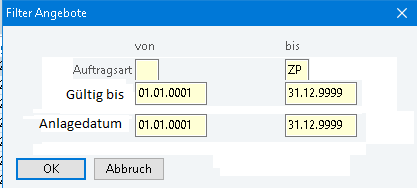 Filter Angebote
von bis
Auftragsart ZP
Gültig bis 01.01.0001 31.12.9999
Anlagedatum 01.01.0001 31.12.9999
OK Abbruch